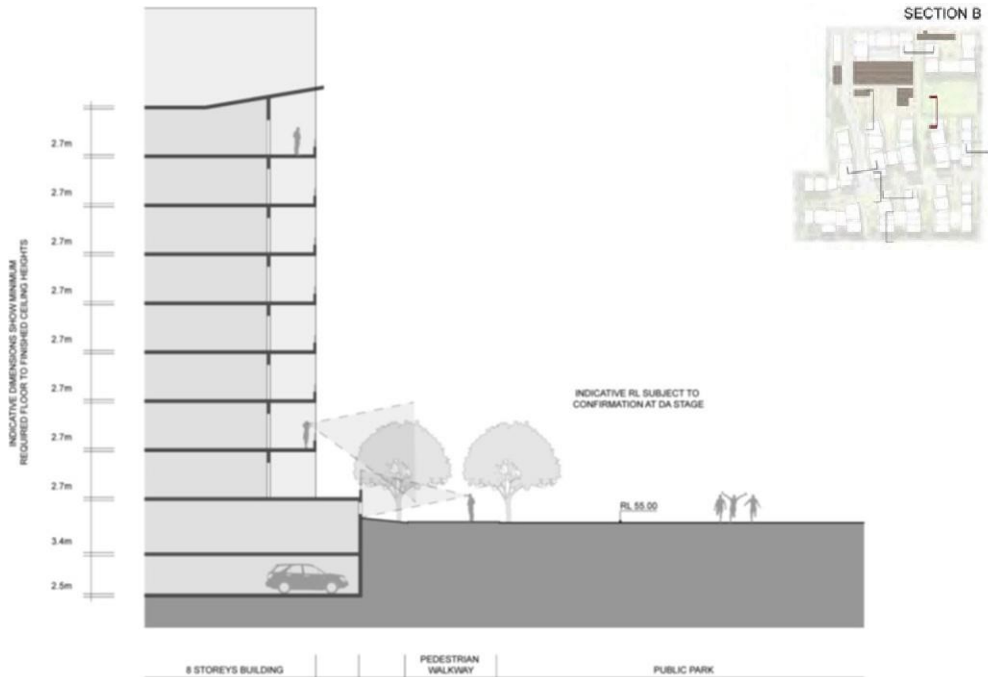 SECTION B
2.7m
2.7m
2.7m
2.7m
2.7m
2.7m
2.7m
2.7m
3.4m
2.5m
INDICATIVE DIMENSIONS SHOW MINIMUM
REQUIRED FLOOR TO FINISHED CEILING HEIGHTS
INDICATIVE RL SUBJECT TO
CONFIRMATION AT DA STAGE
RL 55.00
8 STOREYS BUILDING
PEDESTRIAN
WALKWAY
PUBLIC PARK